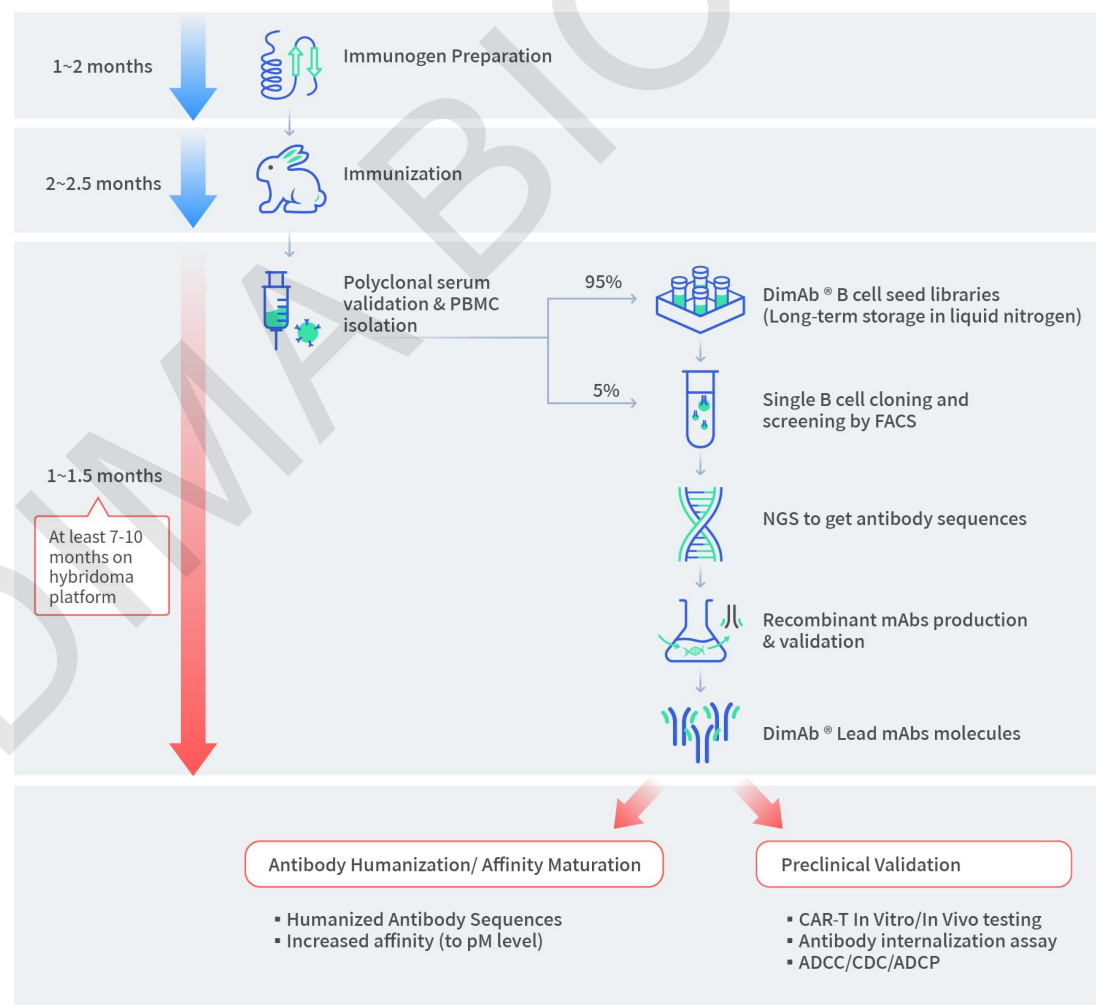 1~2 months
Immunogen Preparation
2~2.5 months
Immunization
Polyclonal serum
validation & PBMC
isolation
95%
DimAb ® B cell seed libraries
(Long-term storage in liquid nitrogen)
5%
Single B cell cloning and
screening by FACS
1~1.5 months
At least 7-10
months on
hybridoma
platform
NGS to get antibody sequences
Recombinant mAbs production
& validation
DimAb ® Lead mAbs molecules
Antibody Humanization/ Affinity Maturation
▪ Humanized Antibody Sequences
▪ Increased affinity (to pM level)
Preclinical Validation
▪ CAR-T In Vitro/In Vivo testing
▪ Antibody internalization assay
▪ ADCC/CDC/ADCP
DIMA BIO